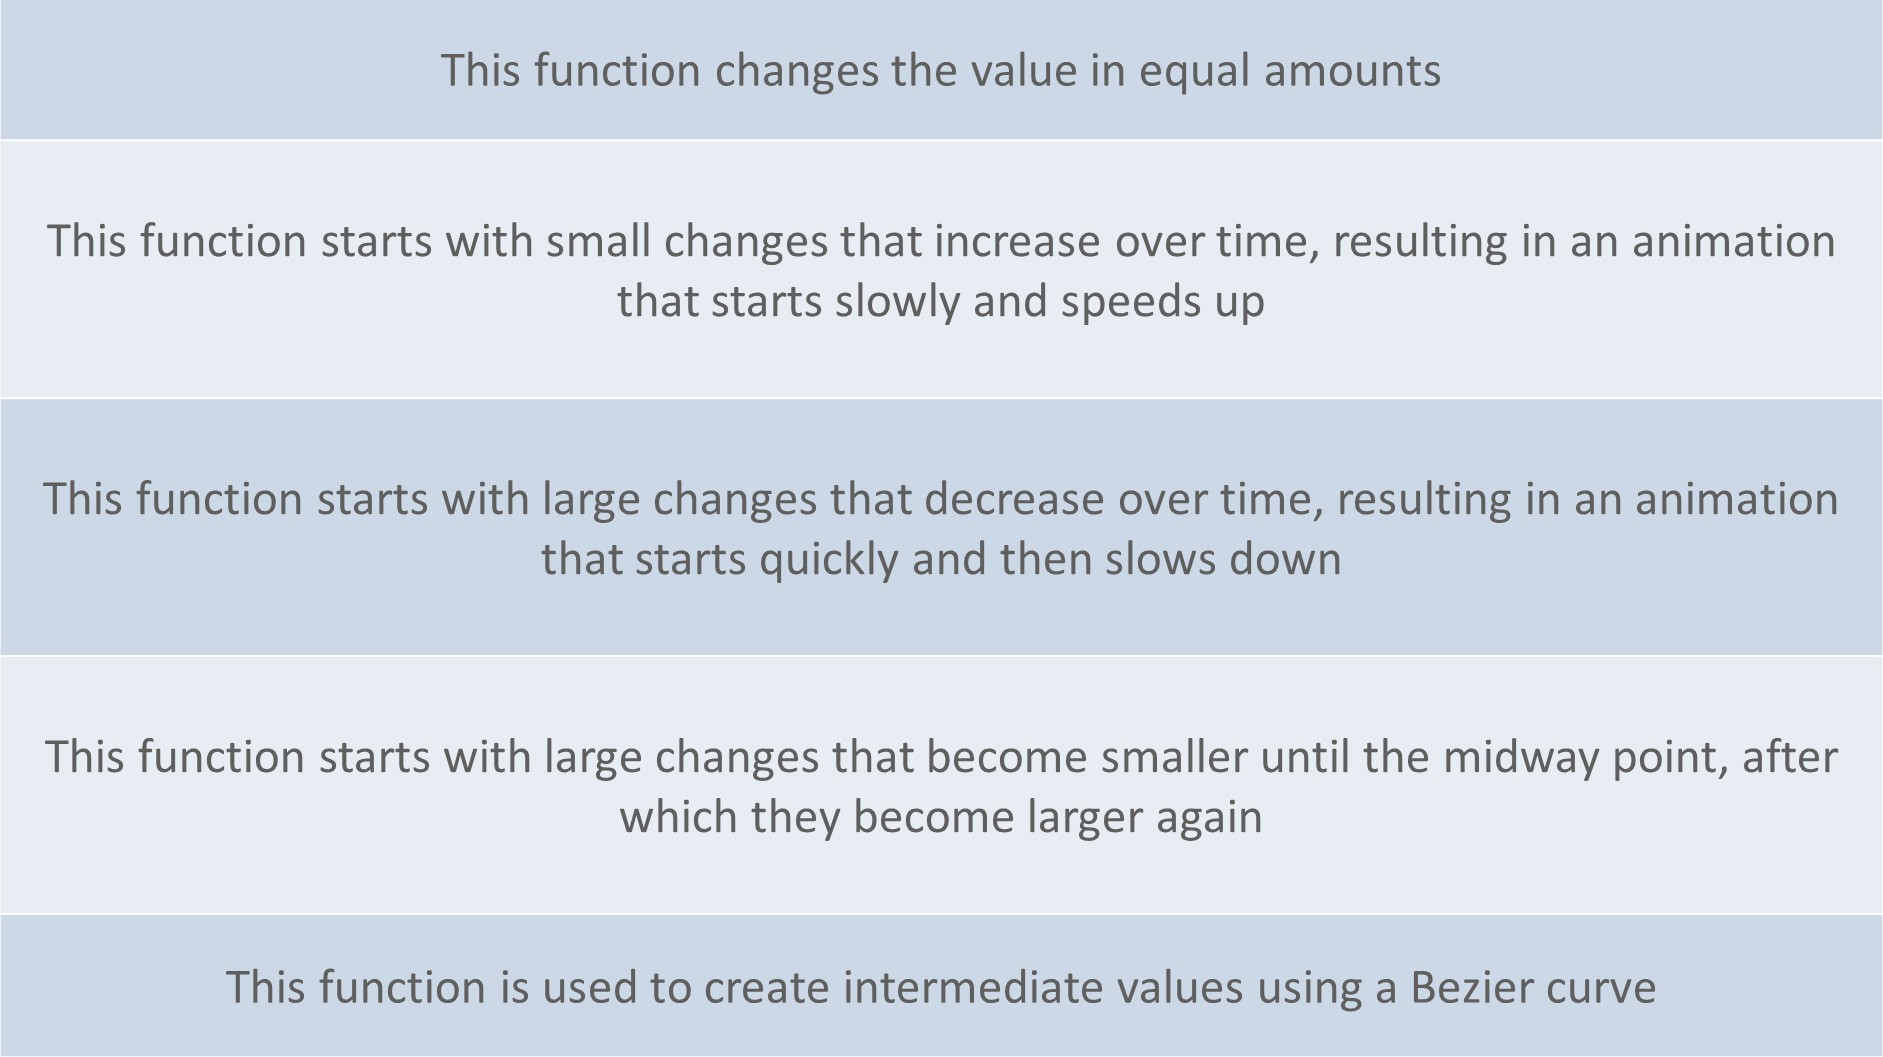 This function changes the value in equal amounts
This function starts with small changes that increase over time, resulting in an animation
that starts slowly and speeds up
This function starts with large changes that decrease over time, resulting in an animation
that starts quickly and then slows down
This function starts with large changes that become smaller until the midway point, after
which they become larger again
This function is used to create intermediate values using a Bezier curve